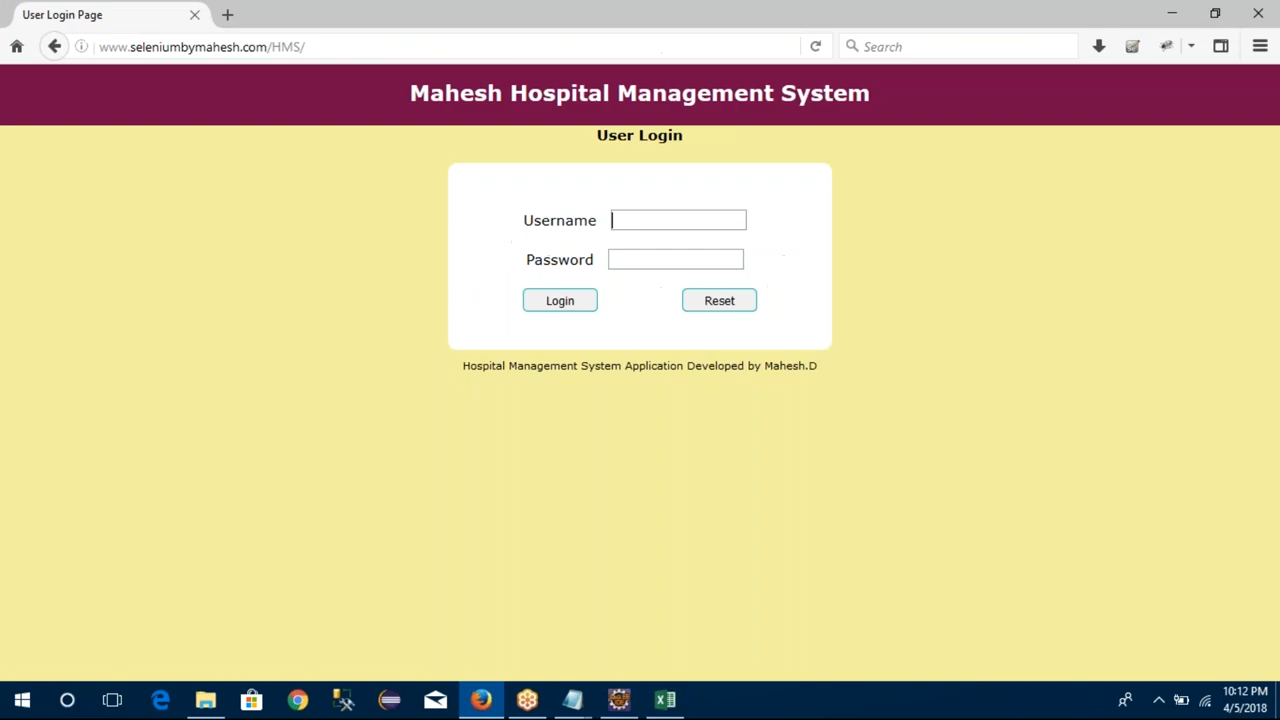 User Login Page
www.seleniumbymahesh.com/HMS/
Search
Mahesh Hospital Management System
User Login
Username
Password
Login Reset
Hospital Management System Application Developed by Mahesh.D
10:12 PM
4/5/2018